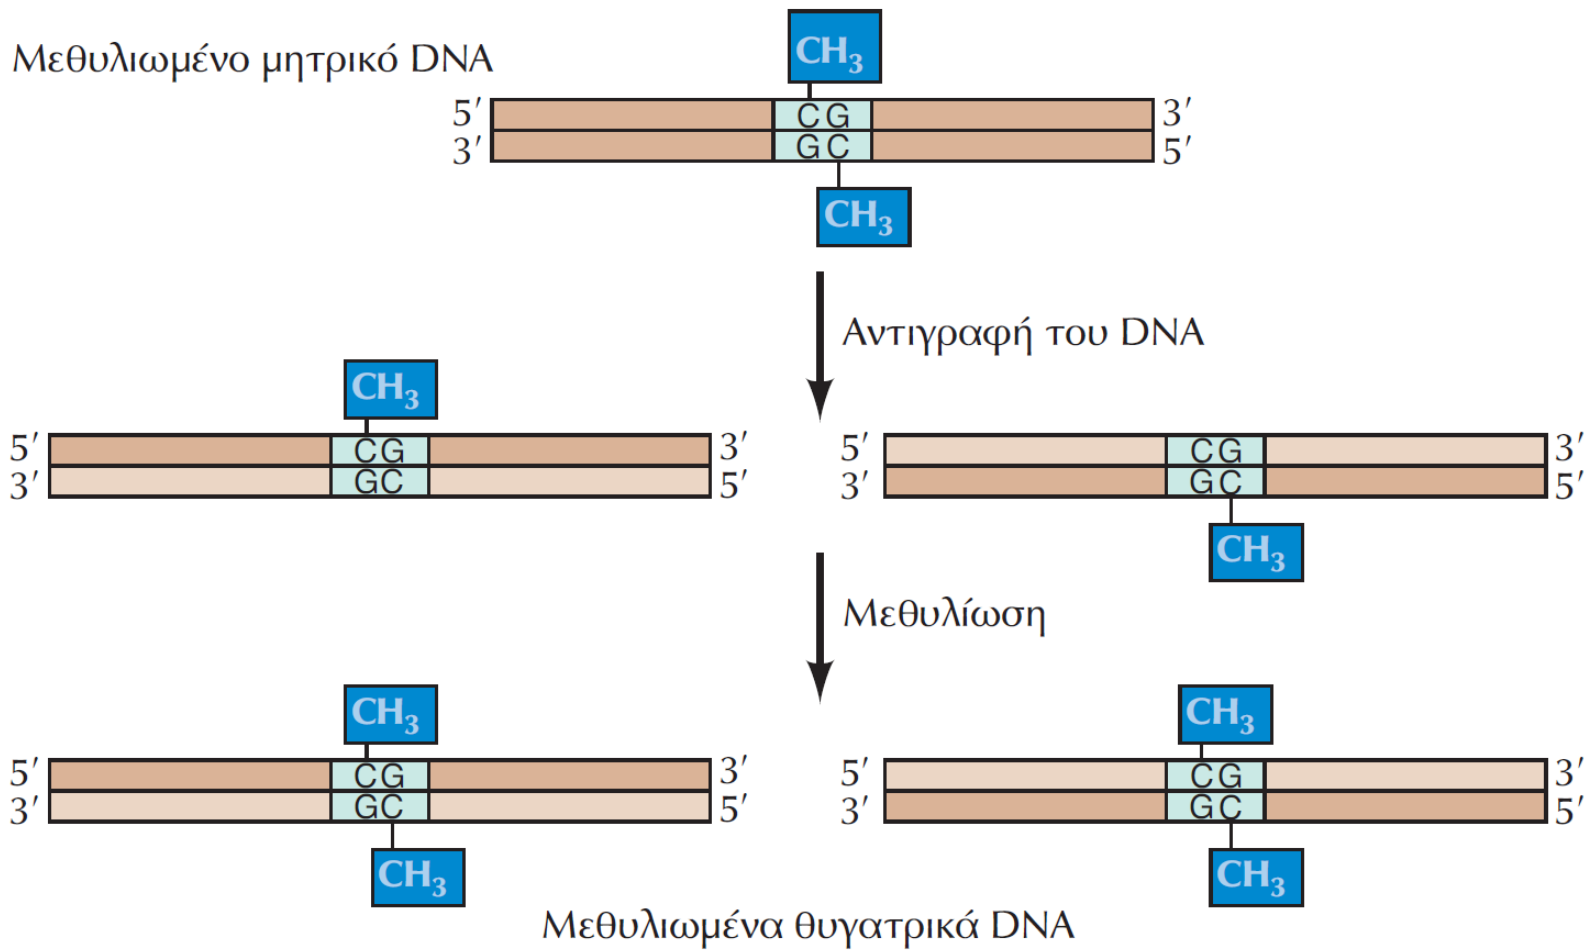 Μεθυλιωμένο μητρικό DNA
CH3
5′ CG 3′
3′ GC 5′
CH3
Αντιγραφή του DNA
CH3
5′ CG 3′ 5′ CG 3′
3′ GC 5′ 3′ GC 5′
CH3
Μεθυλίωση
CH3 CH3
5′ CG 3′ 5′ CG 3′
3′ GC 5′ 3′ GC 5′
CH3 CH3
Μεθυλιωμένα θυγατρικά DNA